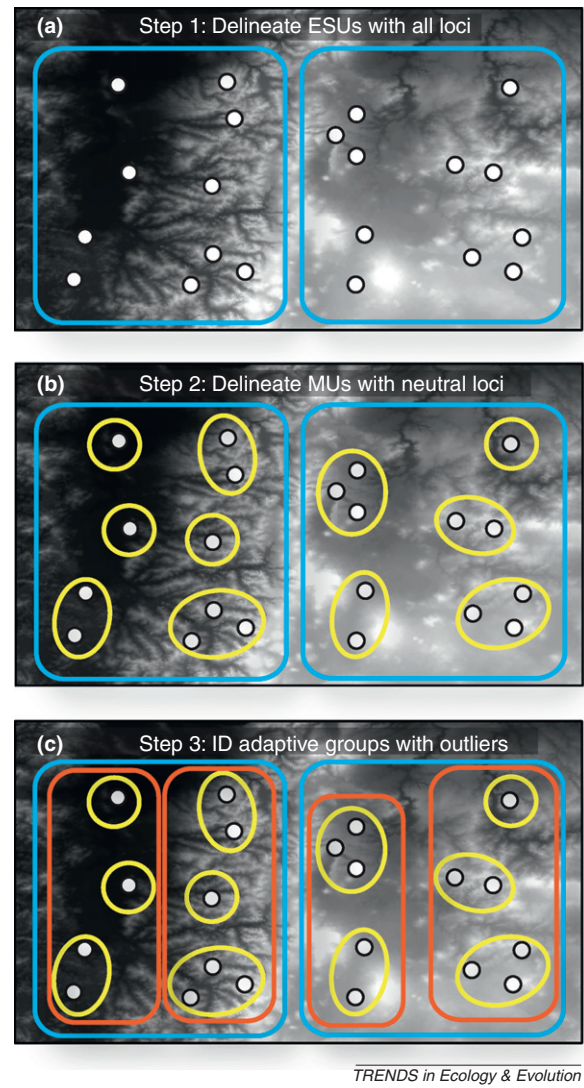 (a) Step 1: Delineate ESUs with all loci
(b) Step 2: Delineate MUs with neutral loci
(c) Step 3: ID adaptive groups with outliers
TRENDS in Ecology & Evolution